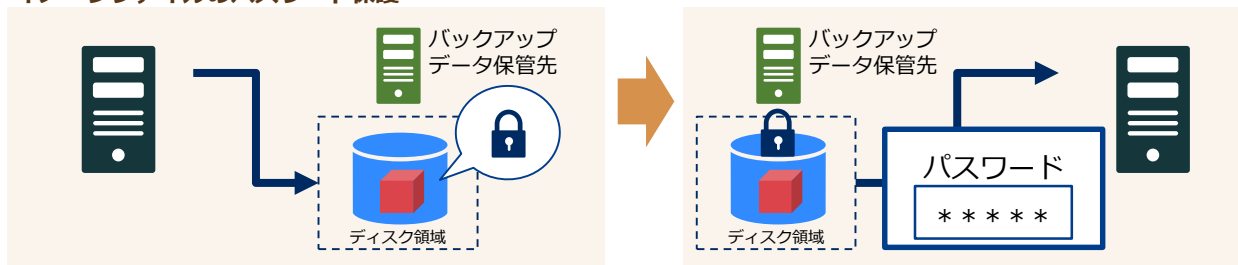 バックアップ
データ保管先
ディスク領域
バックアップ
データ保管先
ディスク領域
パスワード
*****